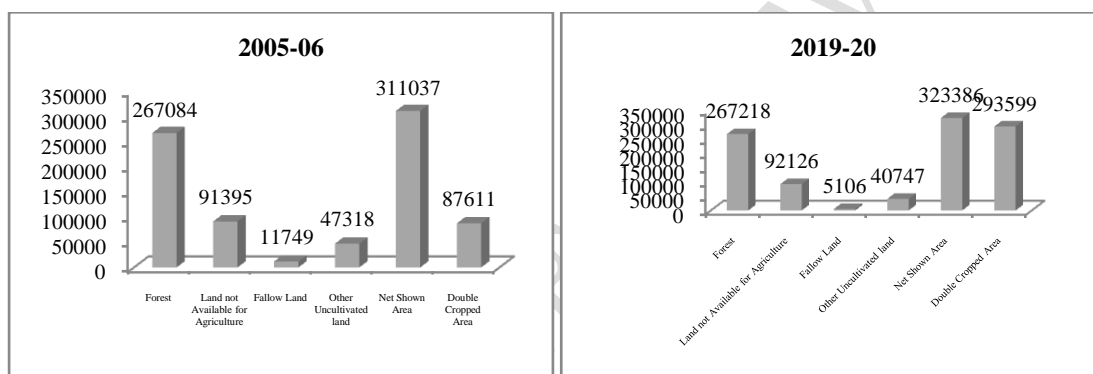 2005-06
350000
300000
250000
200000
150000
100000
50000
0
267084
91395
11749
47318
311037
87611
Forest
Land not
Available for
Agriculture
Fallow Land
Other
Uncultivated
land
Net Shown
Area
Double
Cropped
Area
2019-20
350000
300000
250000
200000
150000
100000
50000
0
267218
92126
5106
40747
323386
293599
Forest
Land not Available for Agriculture
Fallow Land
Other Uncultivated land
Net Shown Area
Double Cropped Area